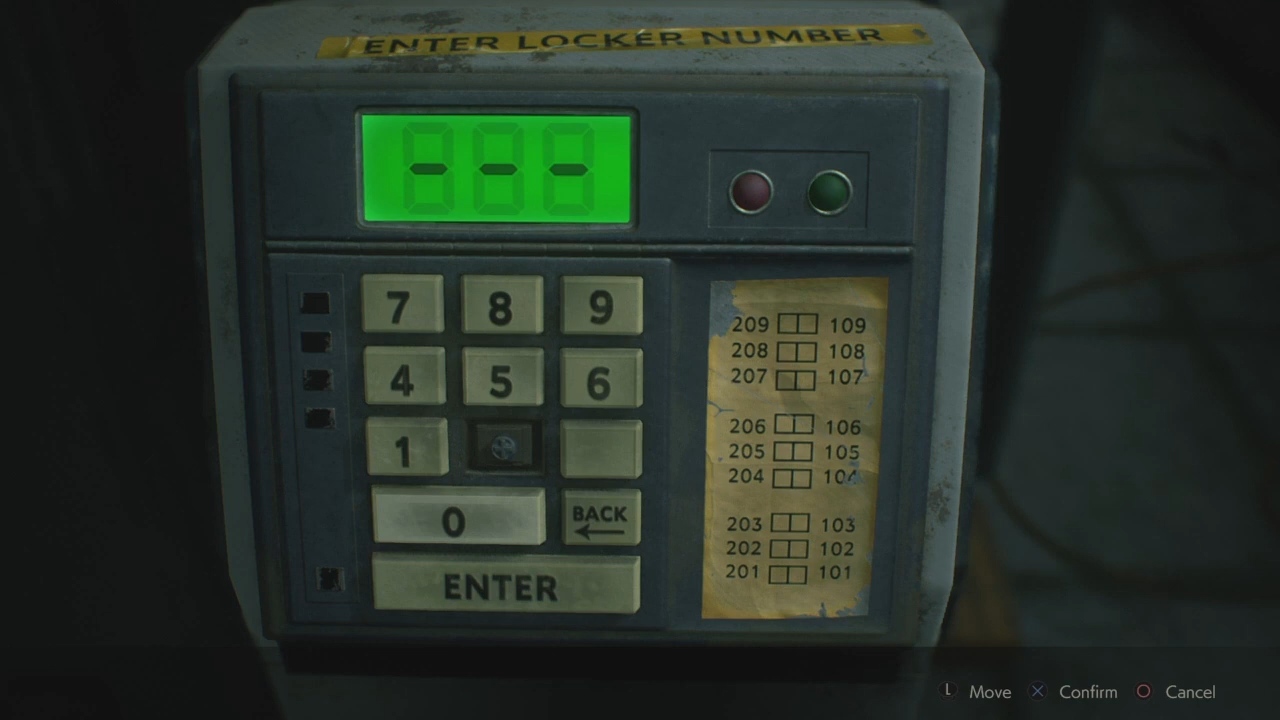 ENTER LOCKER NUMBER
- - -
7 8 9
4 5 6
1
0 BACK
ENTER
209 109
208 108
207 107
206 106
205 105
204 104
203 103
202 102
201 101
L Move X Confirm O Cancel